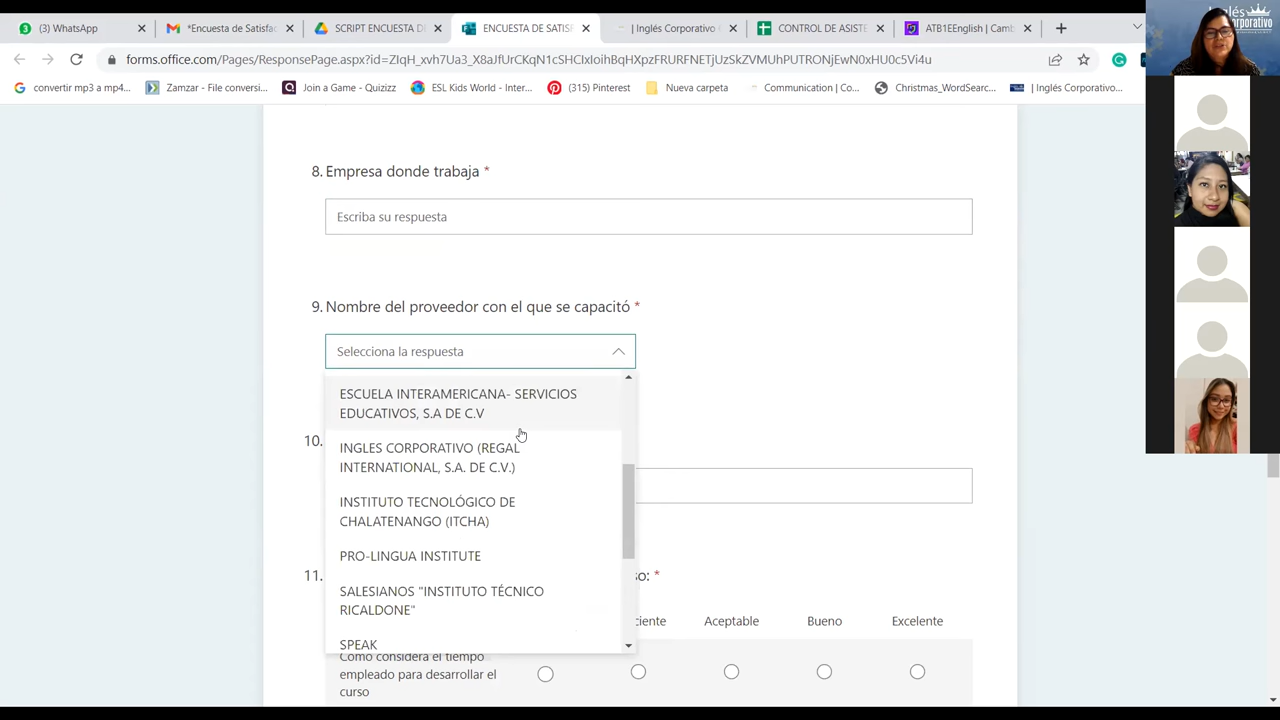 (3) WhatsApp
*Encuesta de Satisfac
SCRIPT ENCUESTA DE
ENCUESTA DE SATIS
| Inglés Corporativo
CONTROL DE ASISTE
ATB1EEnglish-Camb
forms.office.com/Pages/ResponsePage.aspx?id=
convertir mp3 a mp4...
Zamzar - File conversi...
Join a Game - Quizizz
ESL Kids World - Inter...
(315) Pinterest
Nueva carpeta
Communication | Co...
Christmas_WordSearc...
| Inglés Corporativo...
8. Empresa donde trabaja *
Escriba su respuesta
9. Nombre del proveedor con el que se capacitó *
Selecciona la respuesta
ESCUELA INTERAMERICANA- SERVICIOS
EDUCATIVOS, S.A DE C.V
10.
INGLES CORPORATIVO (REGAL
INTERNATIONAL, S.A. DE C.V.)
INSTITUTO TECNOLÓGICO DE
CHALATENANGO (ITCHA)
PRO-LINGUA INSTITUTE
11.
so: *
SALESIANOS "INSTITUTO TÉCNICO
RICALDONE"
ciente Aceptable Bueno Excelente
SPEAK
Como considera el tiempo
empleado para desarrollar el
curso